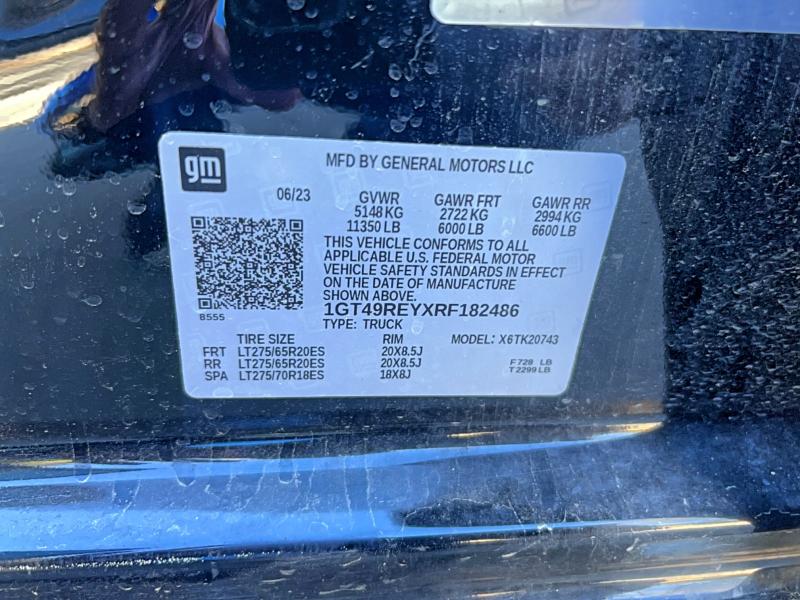 gm
MFD BY GENERAL MOTORS LLC
06/23 GVWR GAWR FRT GAWR RR
5148 KG 2722 KG 2994 KG
11350 LB 6000 LB 6600 LB
THIS VEHICLE CONFORMS TO ALL
APPLICABLE U.S. FEDERAL MOTOR
VEHICLE SAFETY STANDARDS IN EFFECT
ON THE DATE OF MANUFACTURE
SHOWN ABOVE.
8555 1GT49REYXRF182486
TYPE: TRUCK
TIRE SIZE RIM MODEL: X6TK20743
FRT LT275/65R20ES 20X8.5J
RR LT275/65R20ES 20X8.5J F 728 LB
SPA LT275/70R18ES 18X8J T 2299 LB